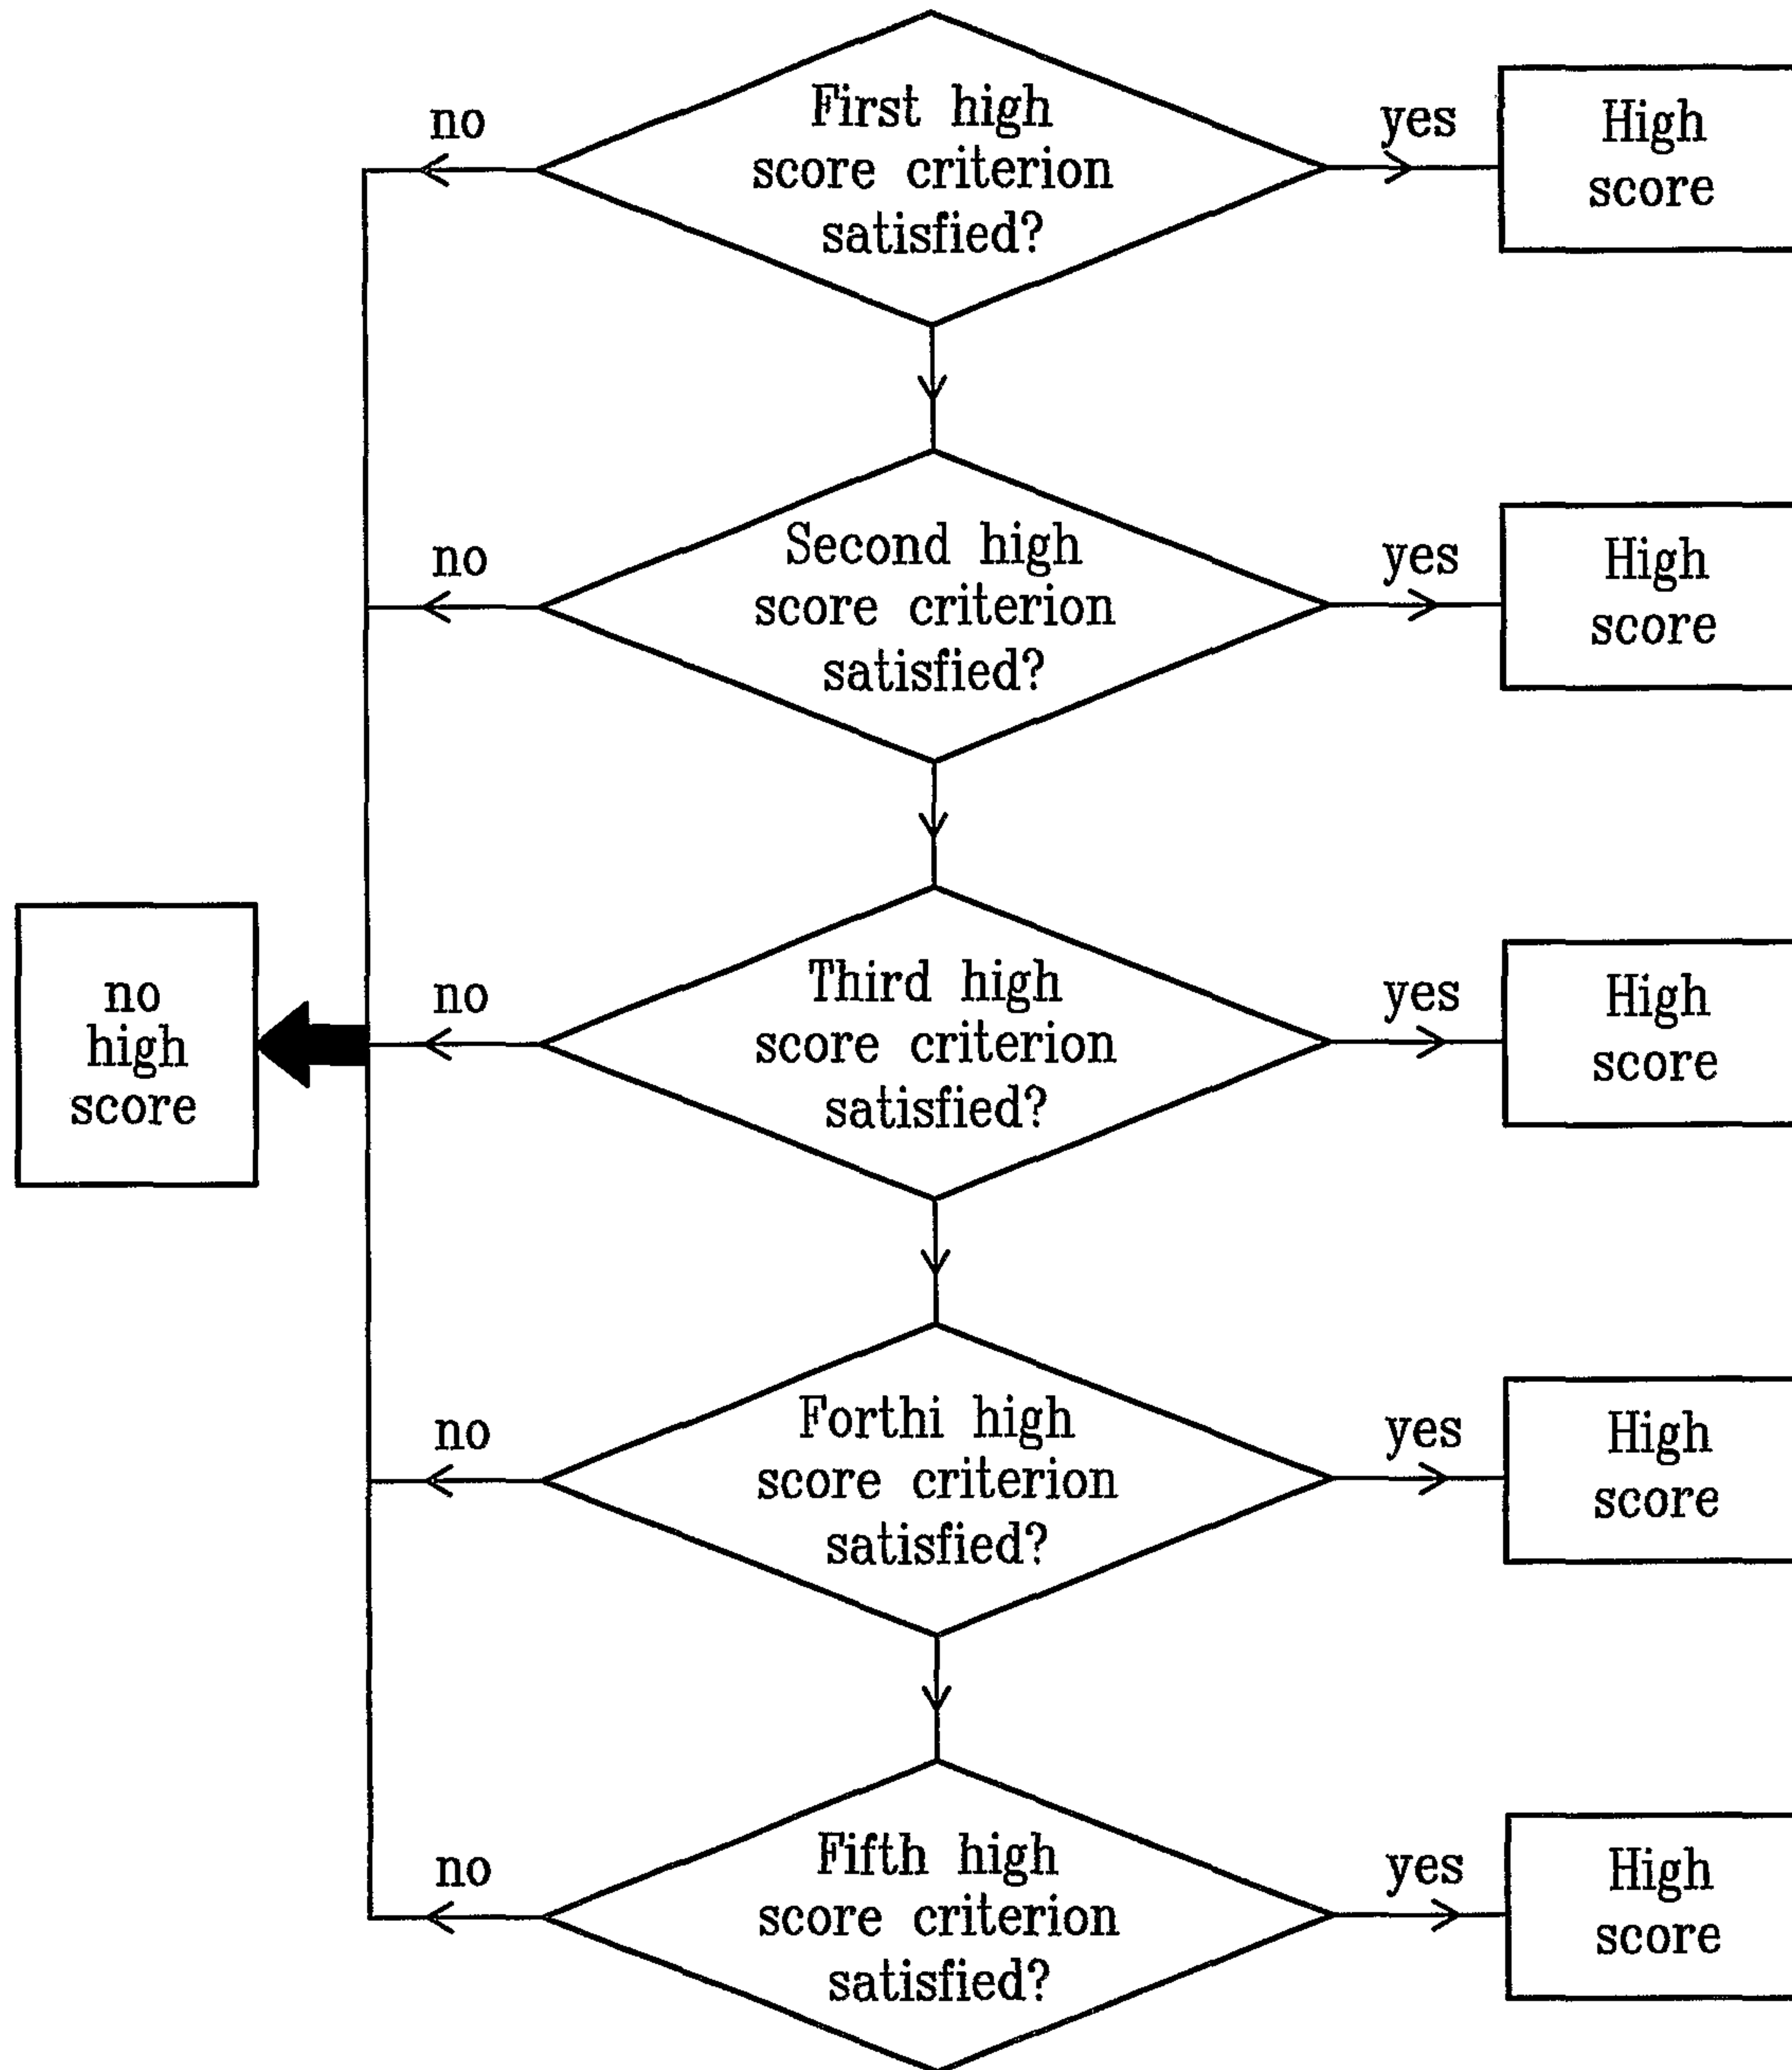 First high
score criterion
satisfied?
no
yes
High
score
Second high
score criterion
satisfied?
no
yes
High
score
Third high
score criterion
satisfied?
no
yes
High
score
no
high
score
Forthi high
score criterion
satisfied?
no
yes
High
score
Fifth high
score criterion
satisfied?
no
yes
High
score